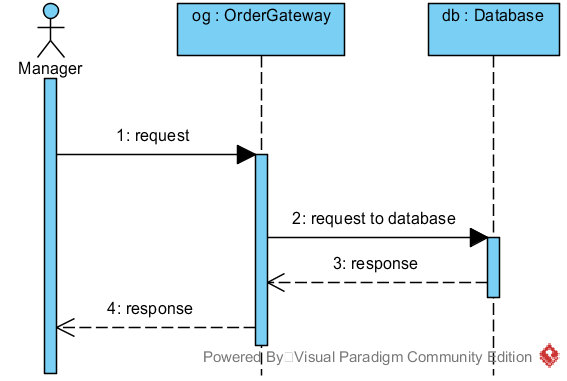 og : OrderGateway
db : Database
Manager
1: request
2: request to database
3: response
4: response
Powered By Visual Paradigm Community Edition